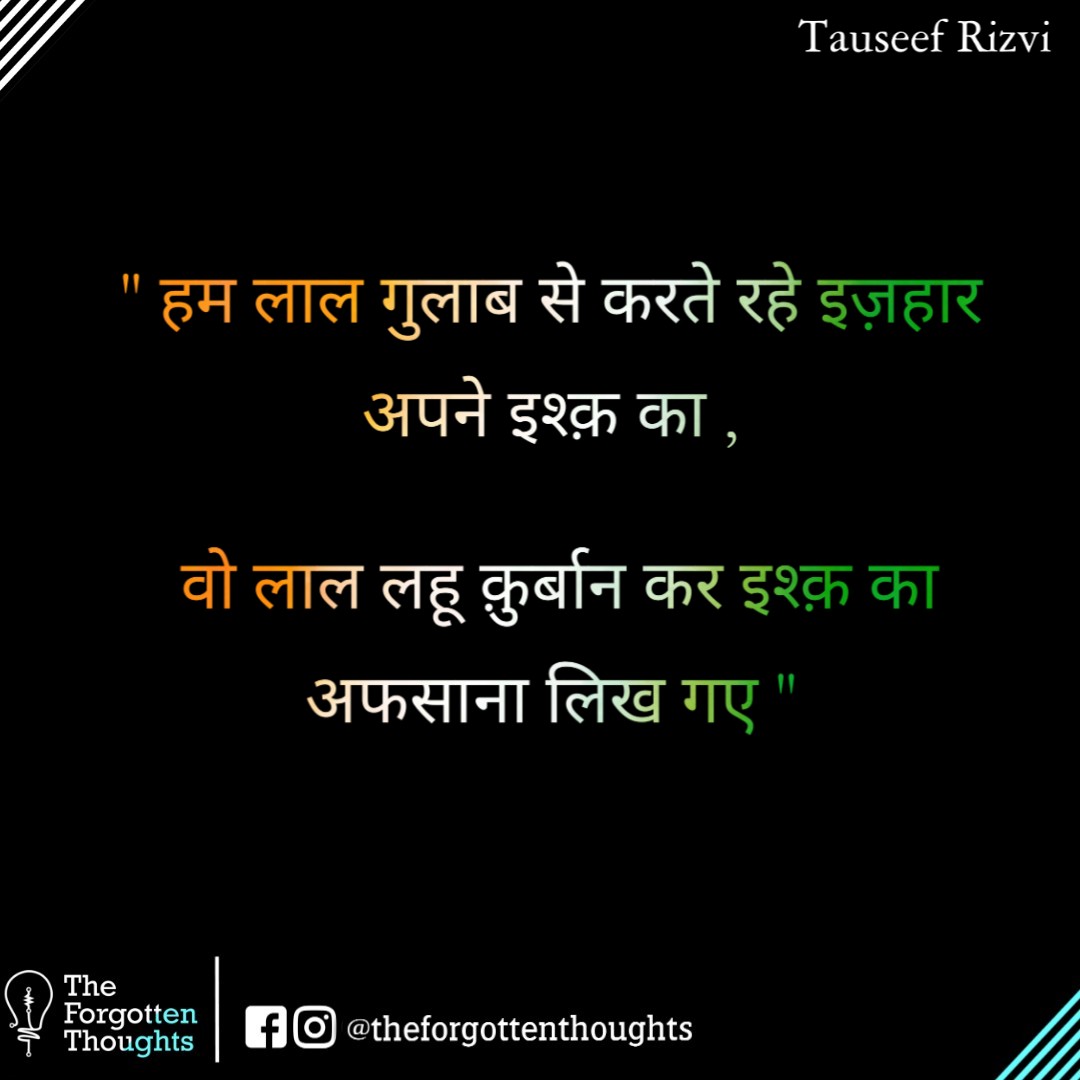 Tauseef Rizvi
" हम लाल गुलाब से करते रहे इज़हार
अपने इश्क़ का ,
वो लाल लहू क़ुर्बान कर इश्क़ का
अफसाना लिख गए "
The
Forgotten
Thoughts
@theforgottenthoughts